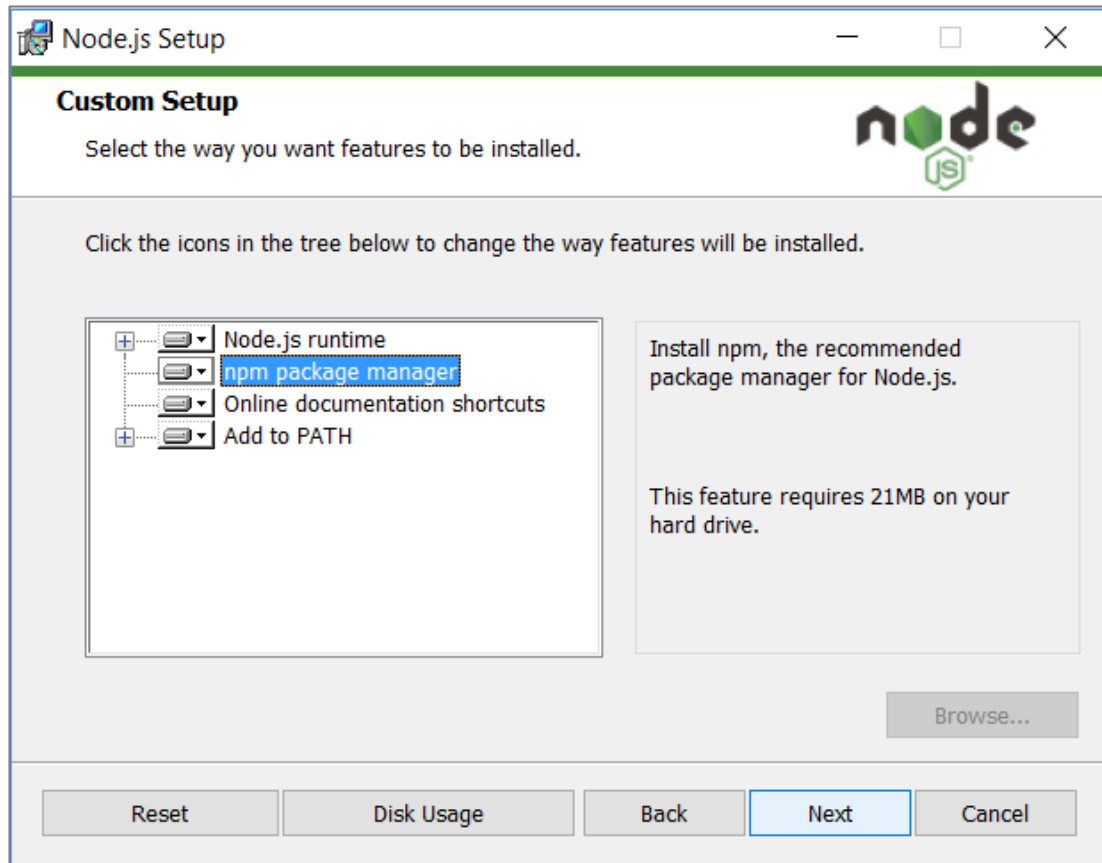 Node.js Setup
Custom Setup
Select the way you want features to be installed.
node
JS
Click the icons in the tree below to change the way features will be installed.
Node.js runtime
npm package manager
Online documentation shortcuts
Add to PATH
Install npm, the recommended
package manager for Node.js.
This feature requires 21MB on your
hard drive.
Browse...
Reset
Disk Usage
Back
Next
Cancel